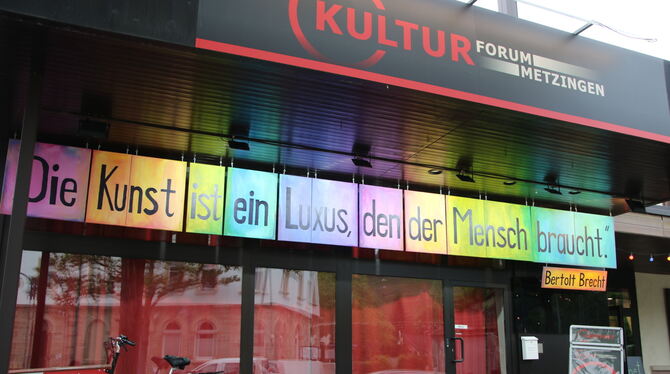 KULTUR
FORUM
METZINGEN
Die Kunst ist ein Luxus, den der Mensch braucht."
Bertolt Brecht